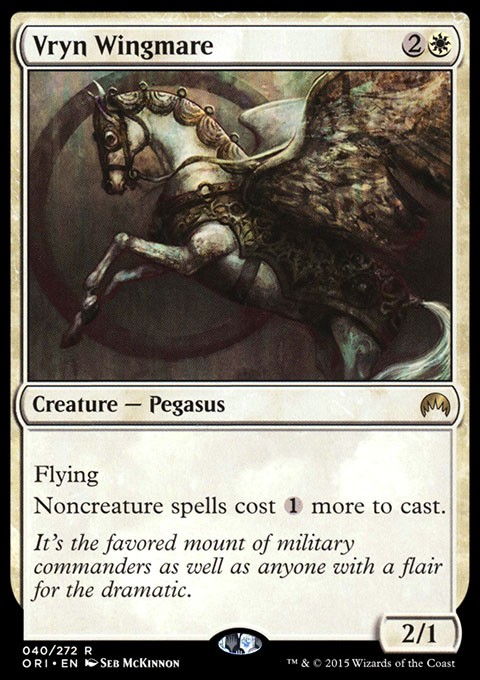 Vryn Wingmare 2
Creature — Pegasus
Flying
Noncreature spells cost 1 more to cast.
It's the favored mount of military
commanders as well as anyone with a flair
for the dramatic.
2/1
040/272 R
ORI • EN Seb McKinnon
™ & © 2015 Wizards of the Coast